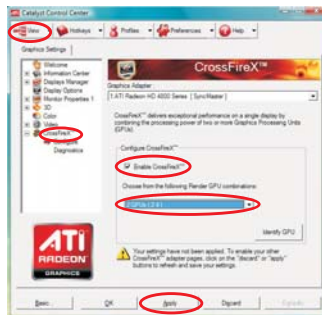 Catalyst Control Center
View Hotkeys Profiles Preferences Help
Graphics Settings
Welcome
Information Center
Displays Manager
Display Options
Monitor Properties 1
3D
Color
Video
CrossFireX
Configure
Diagnostics
CrossFireX™
Graphics Adapter
1.ATI Radeon HD 4800 Series [ SyncMaster ]
CrossFireX™ delivers exceptional performance on a single display by
combining the processing power of two or more Graphics Processing Units
(GPUs).
Configure CrossFireX™
Enable CrossFireX™
Choose from the following Render GPU combinations:
Identify GPU
Your settings have not been applied. To enable your other
CrossFireX™ adapter pages, click on the "discard" or "apply"
buttons to refresh and save your settings.
ATI
RADEON
GRAPHICS
Basic... OK Apply Discard